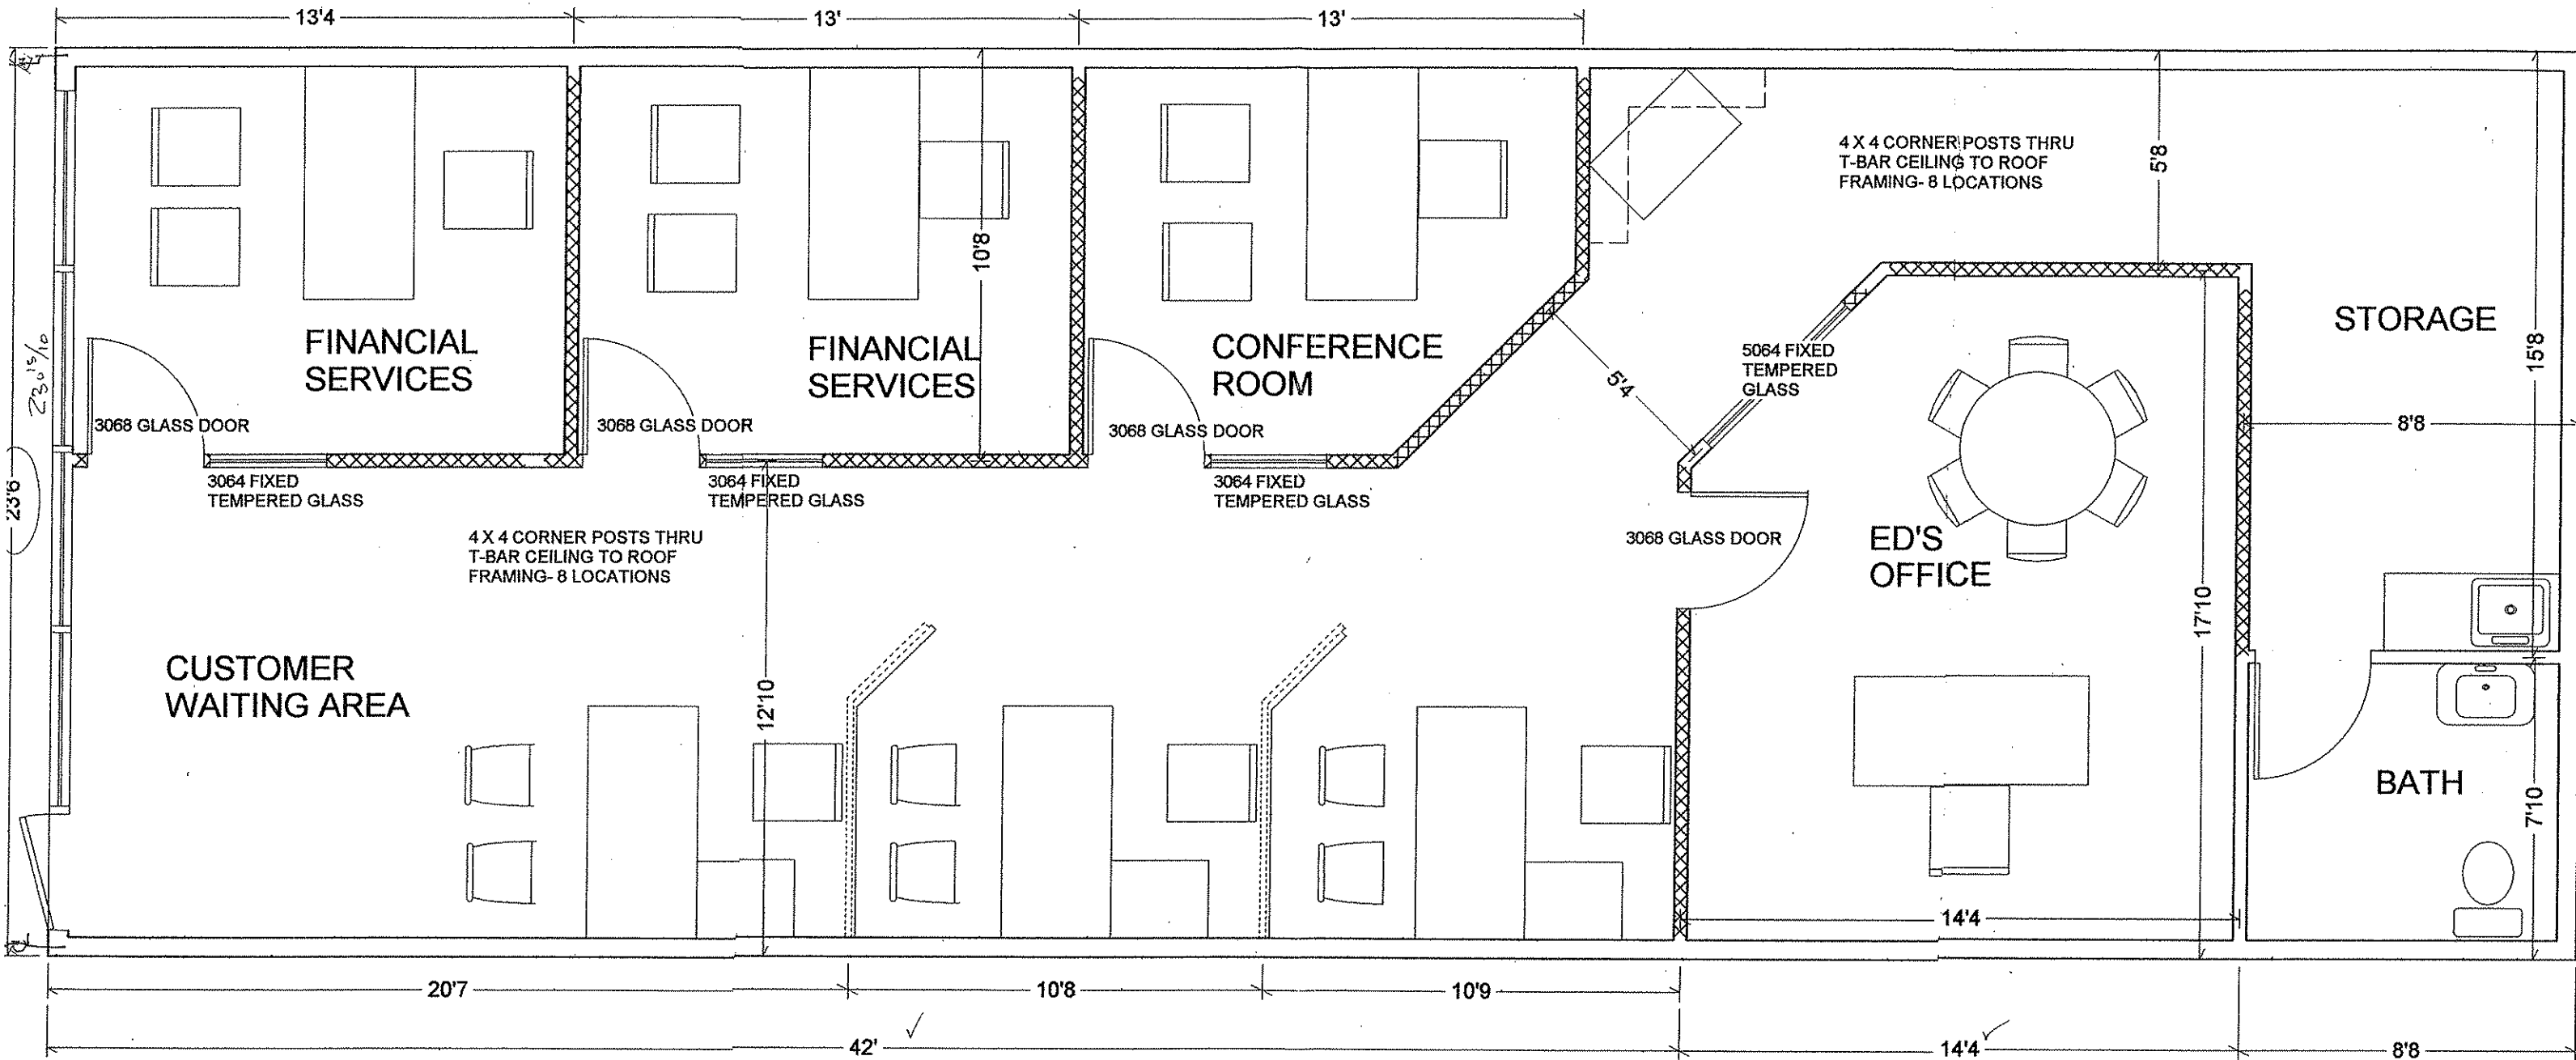 13'4
13'
13'
4 X 4 CORNER POSTS THRU
T-BAR CEILING TO ROOF
FRAMING- 8 LOCATIONS
5'8
10'8
FINANCIAL
SERVICES
FINANCIAL
SERVICES
CONFERENCE
ROOM
5'4
5064 FIXED
TEMPERED
GLASS
STORAGE
15'8
8'8
3068 GLASS DOOR
3068 GLASS DOOR
3068 GLASS DOOR
23'6
3064 FIXED
TEMPERED GLASS
3064 FIXED
TEMPERED GLASS
3064 FIXED
TEMPERED GLASS
4 X 4 CORNER POSTS THRU
T-BAR CEILING TO ROOF
FRAMING- 8 LOCATIONS
3068 GLASS DOOR
ED'S
OFFICE
17'10
CUSTOMER
WAITING AREA
12'10
BATH
7'10
14'4
20'7
10'8
10'9
42'
14'4
8'8